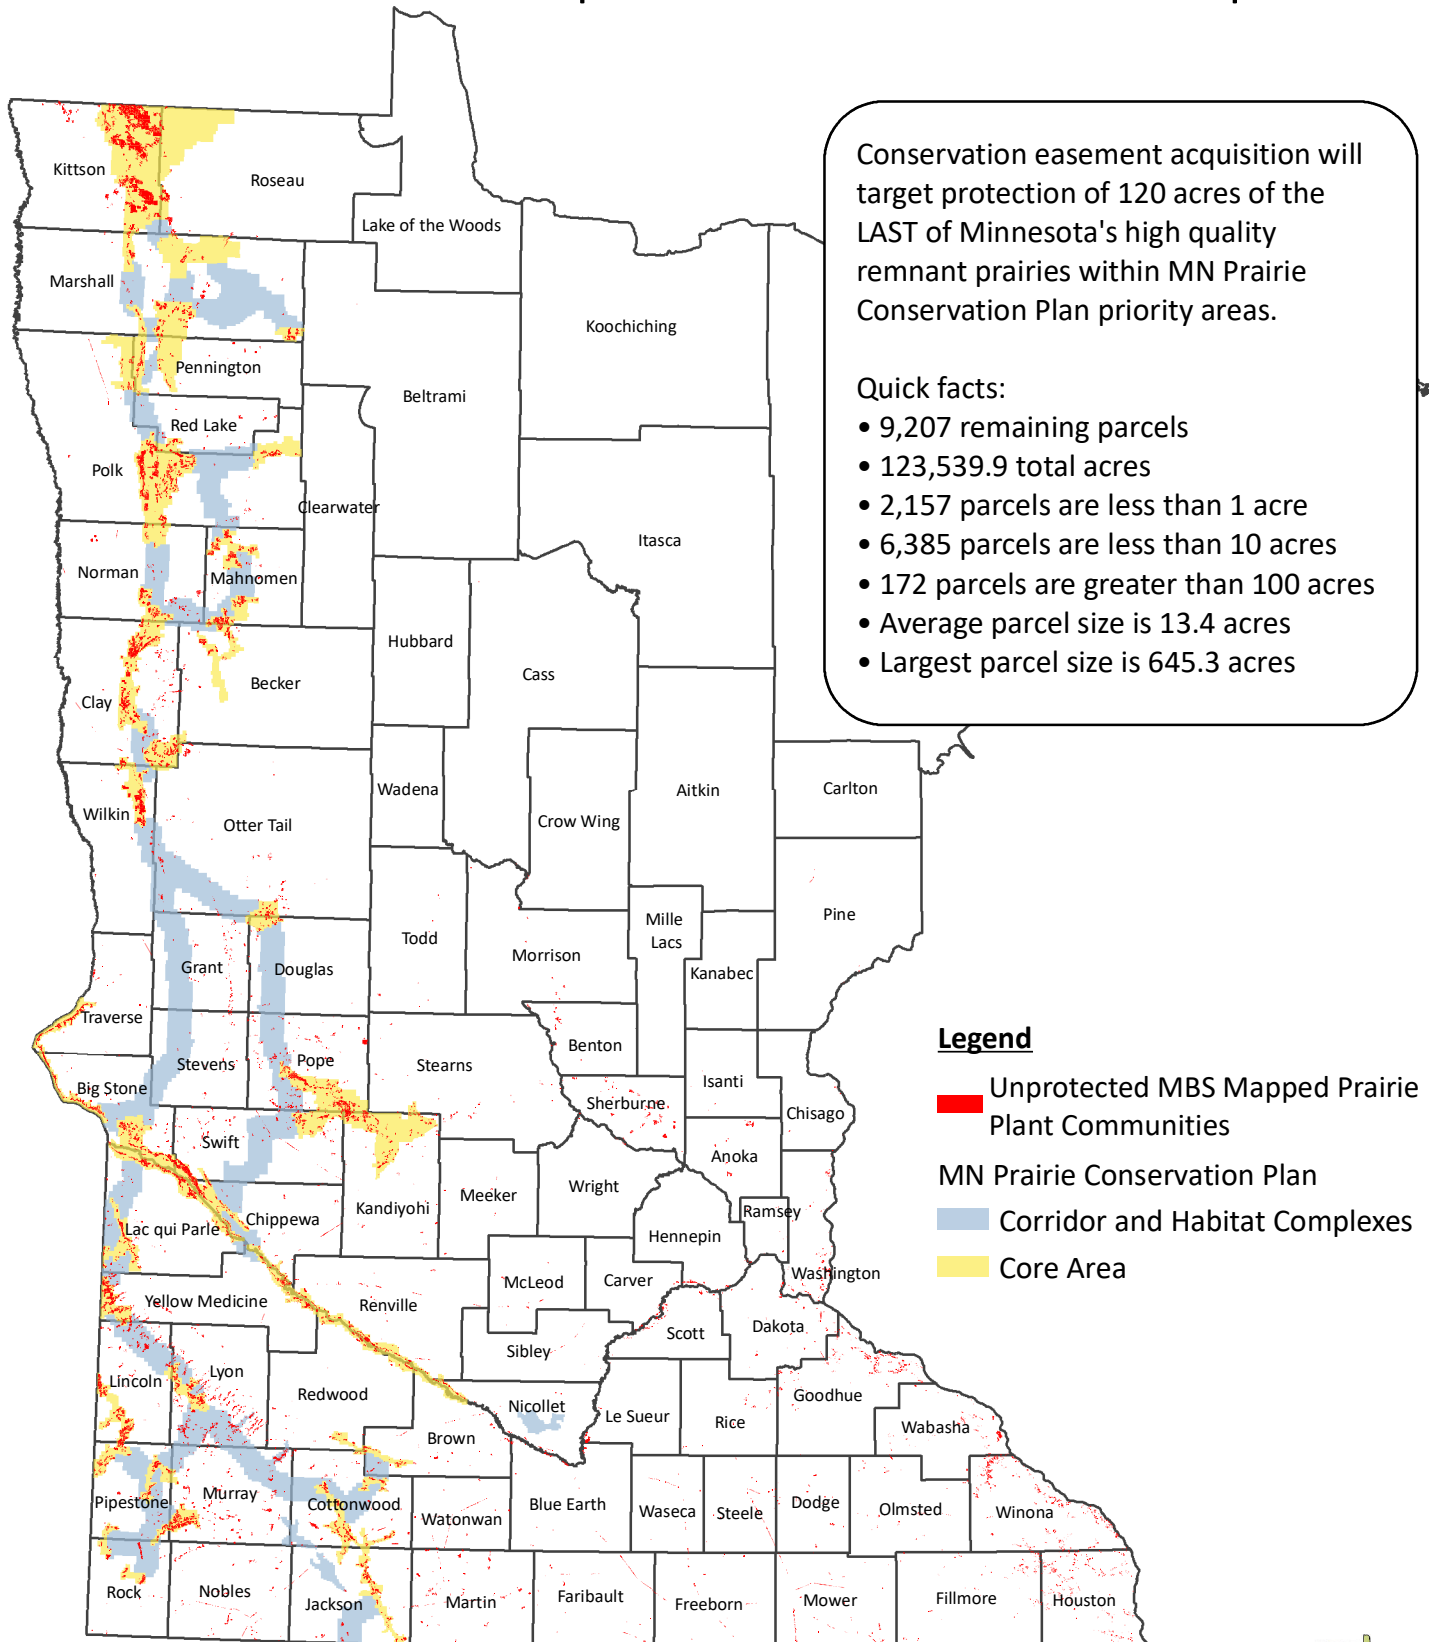 Conservation easement acquisition will
target protection of 120 acres of the
LAST of Minnesota's high quality
remnant prairies within MN Prairie
Conservation Plan priority areas.
Quick facts:
• 9,207 remaining parcels
• 123,539.9 total acres
• 2,157 parcels are less than 1 acre
• 6,385 parcels are less than 10 acres
• 172 parcels are greater than 100 acres
• Average parcel size is 13.4 acres
• Largest parcel size is 645.3 acres
Kittson
Roseau
Lake of the Woods
Marshall
Koochiching
Pennington
Beltrami
Red Lake
Polk
Clearwater
Itasca
Norman
Mahnomen
Hubbard
Cass
Becker
Clay
Wadena
Aitkin
Carlton
Wilkin
Otter Tail
Crow Wing
Mille
Lacs
Pine
Todd
Morrison
Kanabec
Grant
Douglas
Traverse
Benton
Stevens
Pope
Stearns
Isanti
Big Stone
Sherburne
Chisago
Swift
Anoka
Meeker
Wright
Kandiyohi
Ramsey
Chippewa
Lac qui Parle
Hennepin
Washington
McLeod
Carver
Yellow Medicine
Renville
Scott
Dakota
Sibley
Lyon
Lincoln
Redwood
Goodhue
Nicollet
Le Sueur
Rice
Wabasha
Brown
Pipestone
Murray
Cottonwood
Watonwan
Blue Earth
Waseca
Steele
Dodge
Olmsted
Winona
Rock
Nobles
Jackson
Martin
Faribault
Freeborn
Mower
Fillmore
Houston
Legend
Unprotected MBS Mapped Prairie
Plant Communities
MN Prairie Conservation Plan
Corridor and Habitat Complexes
Core Area